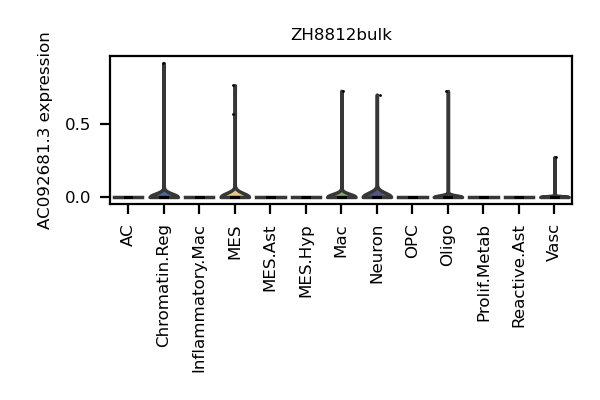 ZH8812bulk
AC092681.3 expression
0.5
0.0
AC
Chromatin.Reg
Inflammatory.Mac
MES
MES.Ast
MES.Hyp
Mac
Neuron
OPC
Oligo
Prolif.Metab
Reactive.Ast
Vasc